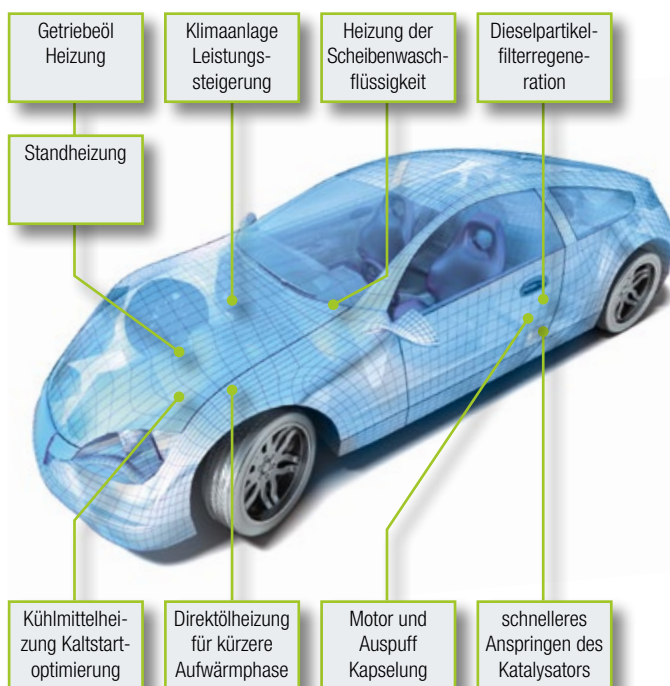 Getriebeöl
Heizung
Klimaanlage
Leistungs-
steigerung
Heizung der
Scheibenwasch-
flüssigkeit
Dieselpartikel-
filterregene-
ration
Standheizung
Kühlmittelhei-
zung Kaltstart-
optimierung
Direktölheizung
für kürzere
Aufwärmphase
Motor und
Auspuff
Kapselung
schnelleres
Anspringen des
Katalysators